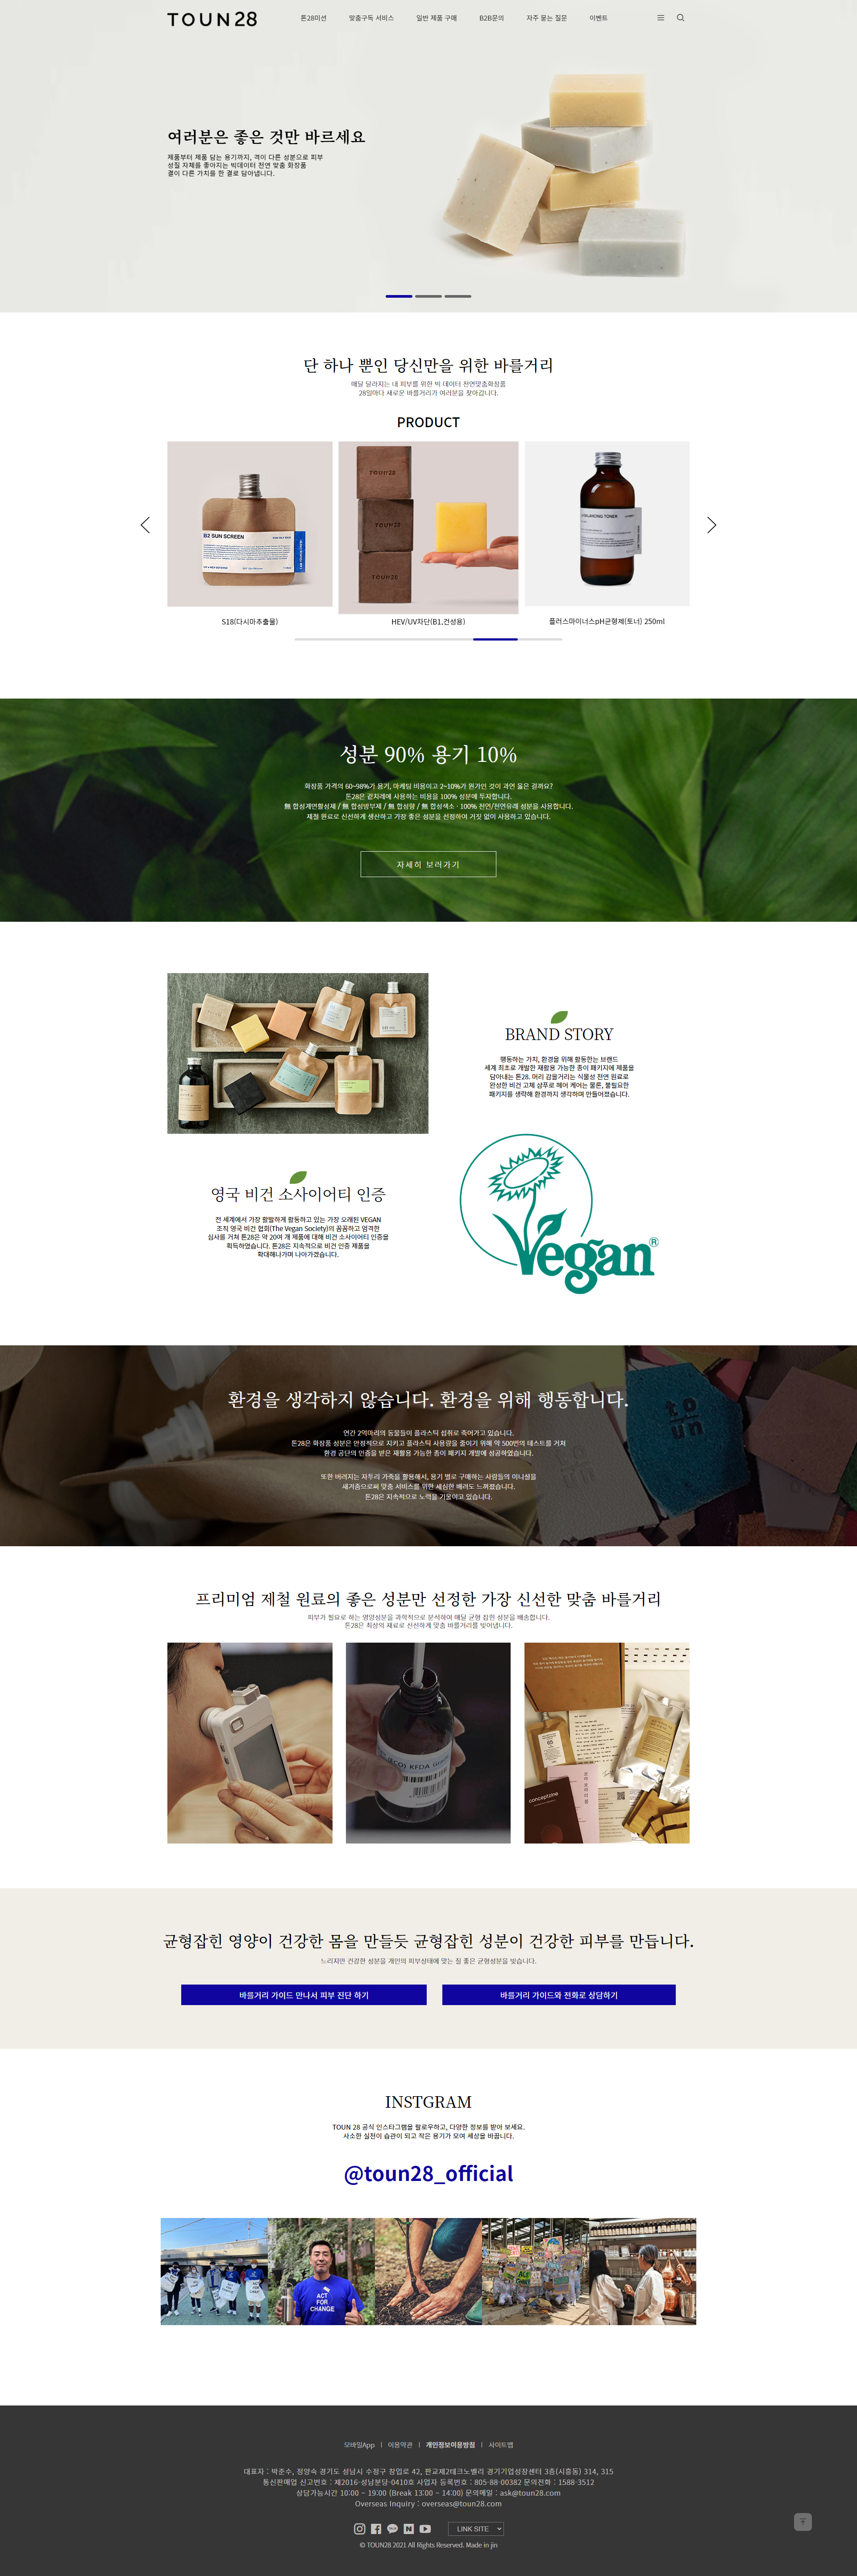 TOUN28
톤28미션 맞춤구독 서비스 일반 제품 구매 B2B문의 자주 묻는 질문 이벤트
여러분은 좋은 것만 바르세요
제품부터 제품 담는 용기까지, 격이 다른 성분으로 피부
성질 자체를 좋아지는 빅데이터 천연 맞춤 화장품
결이 다른 가치를 한 결로 담아냅니다.
단 하나 뿐인 당신만을 위한 바를거리
매달 달라지는 내 피부를 위한 빅 데이터 천연맞춤화장품
28일마다 새로운 바를거리가 여러분을 찾아갑니다.
PRODUCT
B2 SUN SCREEN
TOUN28
TOUN28
TOUN28
S18(다시마추출물)
HEV/UV차단(B1,건성용)
플러스마이너스pH균형제(토너) 250ml
성분 90% 용기 10%
화장품 가격의 60~98%가 용기, 마케팅 비용이고 2~10%가 원가인 것이 과연 옳은 걸까요?
톤28은 겉치레에 사용하는 비용을 100% 성분에 투자합니다.
無 합성계면활성제 / 無 합성방부제 / 無 합성향 / 無 합성색소 · 100% 천연/천연유래 성분을 사용합니다.
제철 원료로 신선하게 생산하고 가장 좋은 성분을 선정하여 거짓 없이 사용하고 있습니다.
자세히 보러가기
BRAND STORY
행동하는 가치, 환경을 위해 활동한는 브랜드
세계 최초로 개발한 재활용 가능한 종이 패키지에 제품을
담아내는 톤28. 머리 감을거리는 식물성 천연 원료로
완성한 비건 고체 샴푸로 헤어 케어는 물론, 불필요한
패키지를 생략해 환경까지 생각하며 만들어졌습니다.
영국 비건 소사이어티 인증
전 세계에서 가장 활발하게 활동하고 있는 가장 오래된 VEGAN
조직 영국 비건 협회(The Vegan Society)의 꼼꼼하고 엄격한
심사를 거쳐 톤28은 약 20여 개 제품에 대해 비건 소사이어티 인증을
획득하였습니다. 톤28은 지속적으로 비건 인증 제품을
확대해나가며 나아가겠습니다.
Vegan®
환경을 생각하지 않습니다. 환경을 위해 행동합니다.
to
un
연간 2억마리의 동물들이 플라스틱 섭취로 죽어가고 있습니다.
톤28은 화장품 성분은 안정적으로 지키고 플라스틱 사용량을 줄이기 위해 약 500번의 테스트를 거쳐
환경 공단의 인증을 받은 재활용 가능한 종이 패키지 개발에 성공하였습니다.
또한 버려지는 자투리 가죽을 활용해서, 용기 별로 구매하는 사람들의 이니셜을
새겨줌으로써 맞춤 서비스를 위한 세심한 배려도 느껴졌습니다.
톤28은 지속적으로 노력을 기울이고 있습니다.
프리미엄 제철 원료의 좋은 성분만 선정한 가장 신선한 맞춤 바를거리
피부가 필요로 하는 영양성분을 과학적으로 분석하여 매달 균형 잡힌 성분을 배송합니다.
톤28은 최상의 재료로 신선하게 맞춤 바를거리를 빚어냅니다.
conceptzine
균형잡힌 영양이 건강한 몸을 만들듯 균형잡힌 성분이 건강한 피부를 만듭니다.
느리지만 건강한 성분을 개인의 피부상태에 맞는 질 좋은 균형성분을 빚습니다.
바를거리 가이드 만나서 피부 진단 하기
바를거리 가이드와 전화로 상담하기
INSTGRAM
TOUN 28 공식 인스타그램을 팔로우하고, 다양한 정보를 받아 보세요.
사소한 실천이 습관이 되고 작은 용기가 모여 세상을 바꿉니다.
@toun28_official
ACT
FOR
CHANGE
모바일App | 이용약관 | 개인정보이용방침 | 사이트맵
대표자 : 박준수, 정양숙 경기도 성남시 수정구 창업로 42, 판교제2테크노밸리 경기기업성장센터 3층(시흥동) 314, 315
통신판매업 신고번호 : 제2016-성남분당-0410호 사업자 등록번호 : 805-88-00382 문의전화 : 1588-3512
상담가능시간 10:00 ~ 19:00 (Break 13:00 ~ 14:00) 문의메일 : ask@toun28.com
Overseas Inquiry : overseas@toun28.com
LINK SITE
© TOUN28 2021 All Rights Reserved. Made in jin